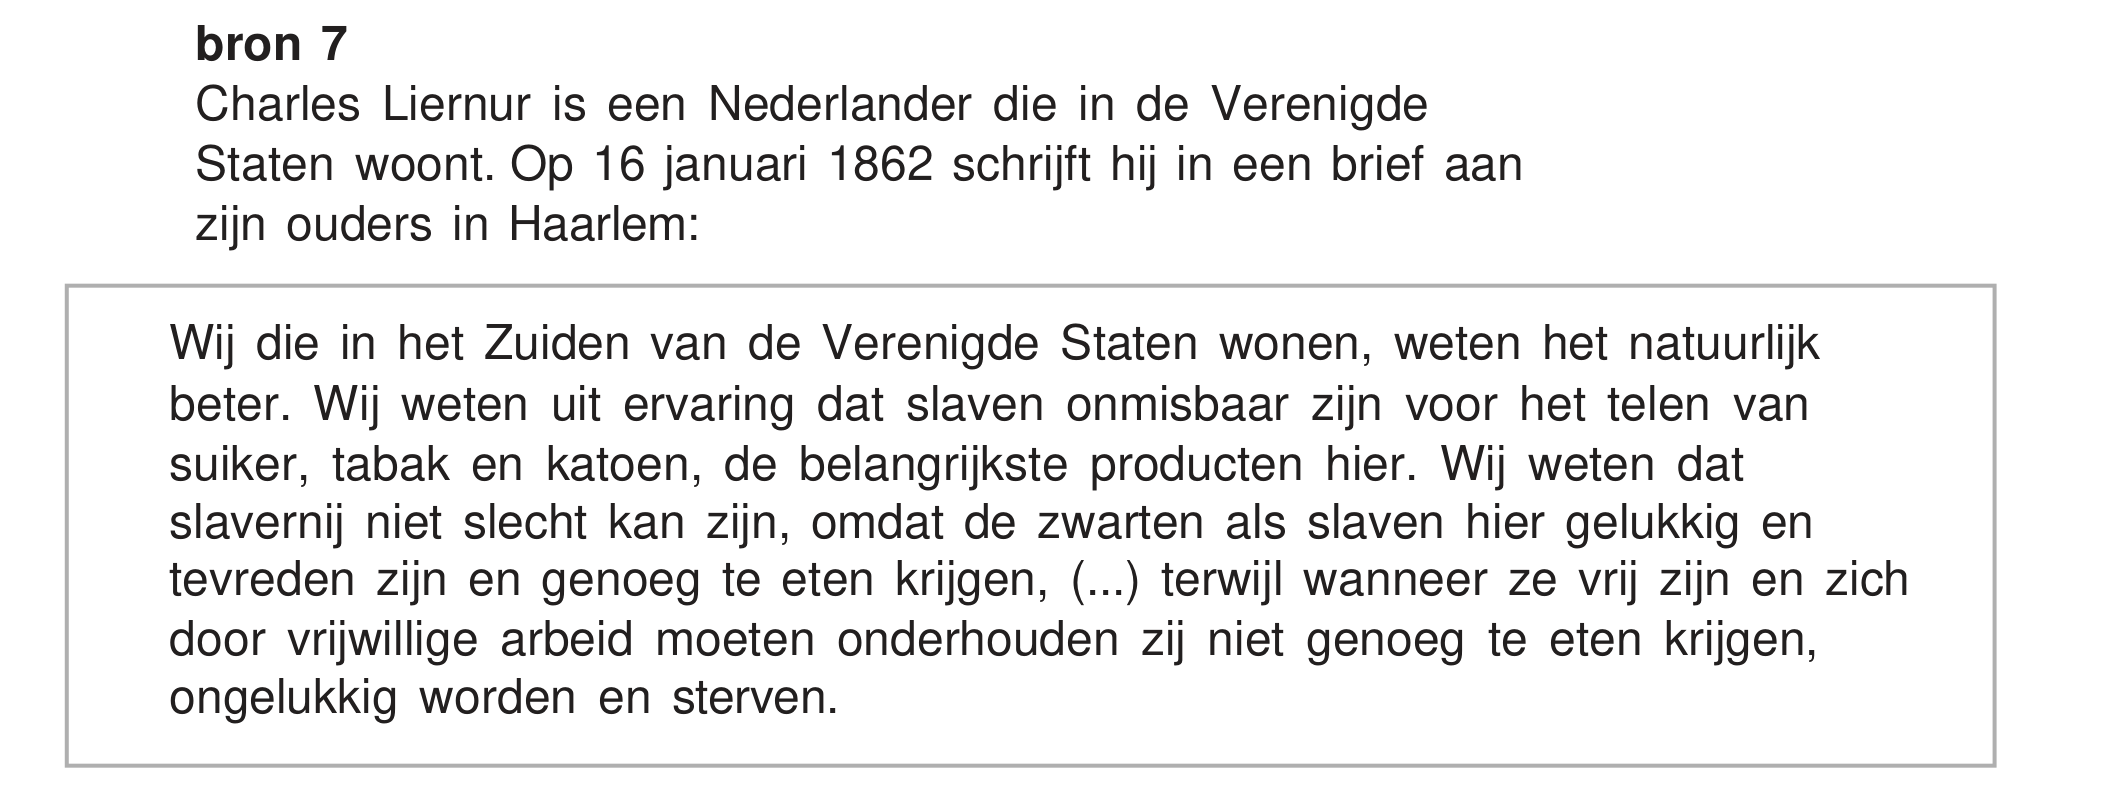 bron 7
Charles Liernur is een Nederlander die in de Verenigde
Staten woont. Op 16 januari 1862 schrijft hij in een brief aan
zijn ouders in Haarlem:
Wij die in het Zuiden van de Verenigde Staten wonen, weten het natuurlijk
beter. Wij weten uit ervaring dat slaven onmisbaar zijn voor het telen van
suiker, tabak en katoen, de belangrijkste producten hier. Wij weten dat
slavernij niet slecht kan zijn, omdat de zwarten als slaven hier gelukkig en
tevreden zijn en genoeg te eten krijgen, (...) terwijl wanneer ze vrij zijn en zich
door vrijwillige arbeid moeten onderhouden zij niet genoeg te eten krijgen,
ongelukkig worden en sterven.